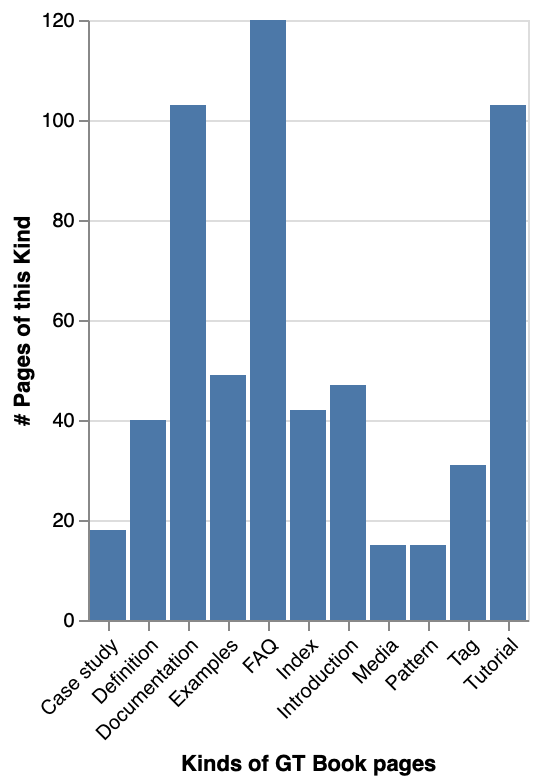 120
100
80
60
40
20
0
# Pages of this Kind
Case study
Definition
Documentation
Examples
FAQ
Index
Introduction
Media
Pattern
Tag
Tutorial
Kinds of GT Book pages